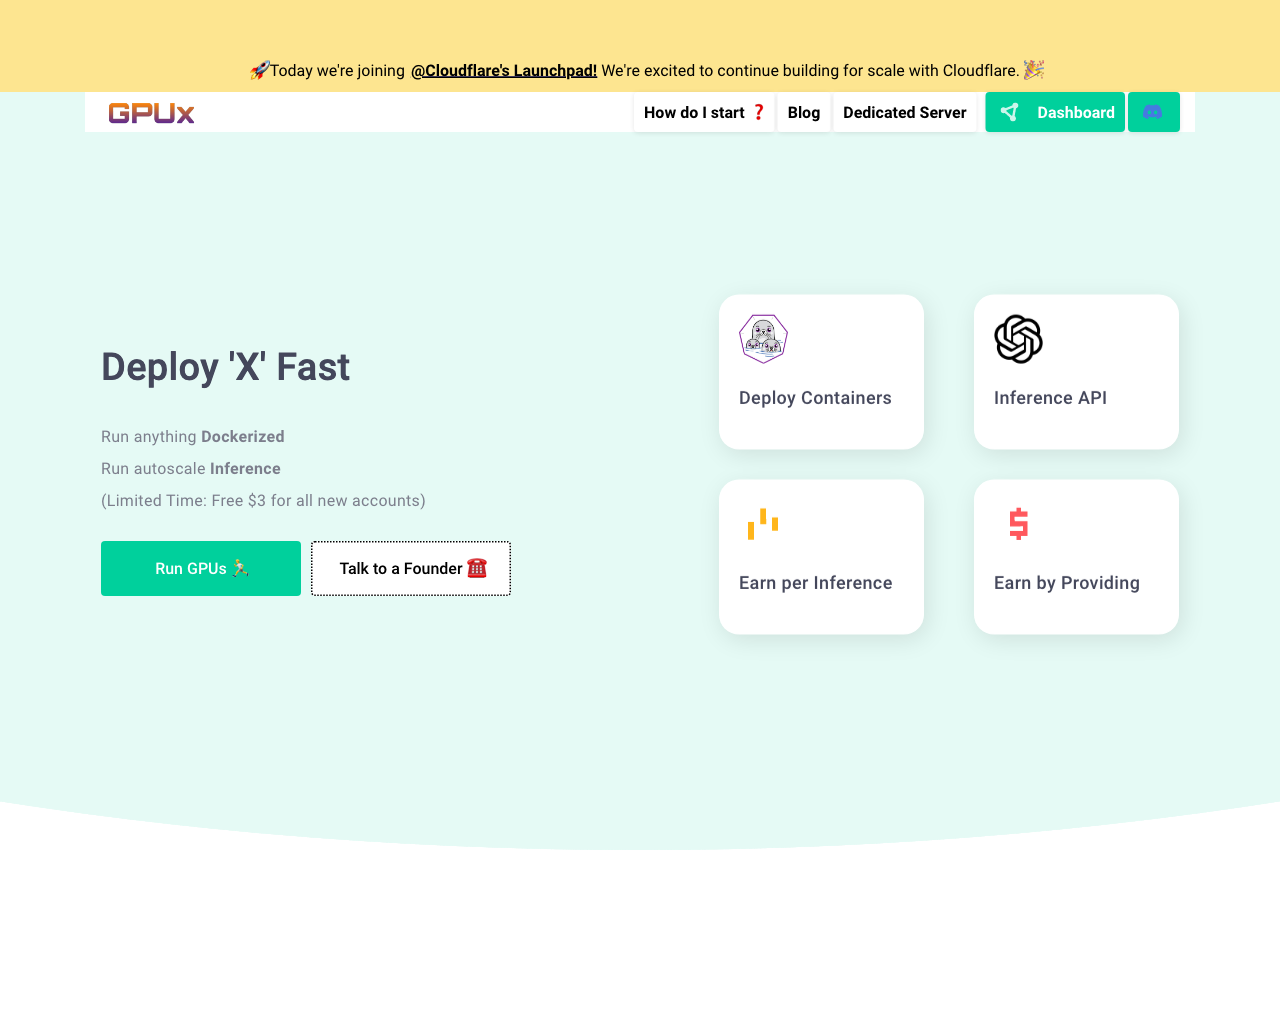 🚀Today we're joining @Cloudflare's Launchpad! We're excited to continue building for scale with Cloudflare.🎉
GPUx
How do I start ❓
Blog
Dedicated Server
Dashboard
Deploy 'X' Fast
Run anything Dockerized
Run autoscale Inference
(Limited Time: Free $3 for all new accounts)
Run GPUs 🏃
Talk to a Founder ☎️
Deploy Containers
Inference API
Earn per Inference
Earn by Providing